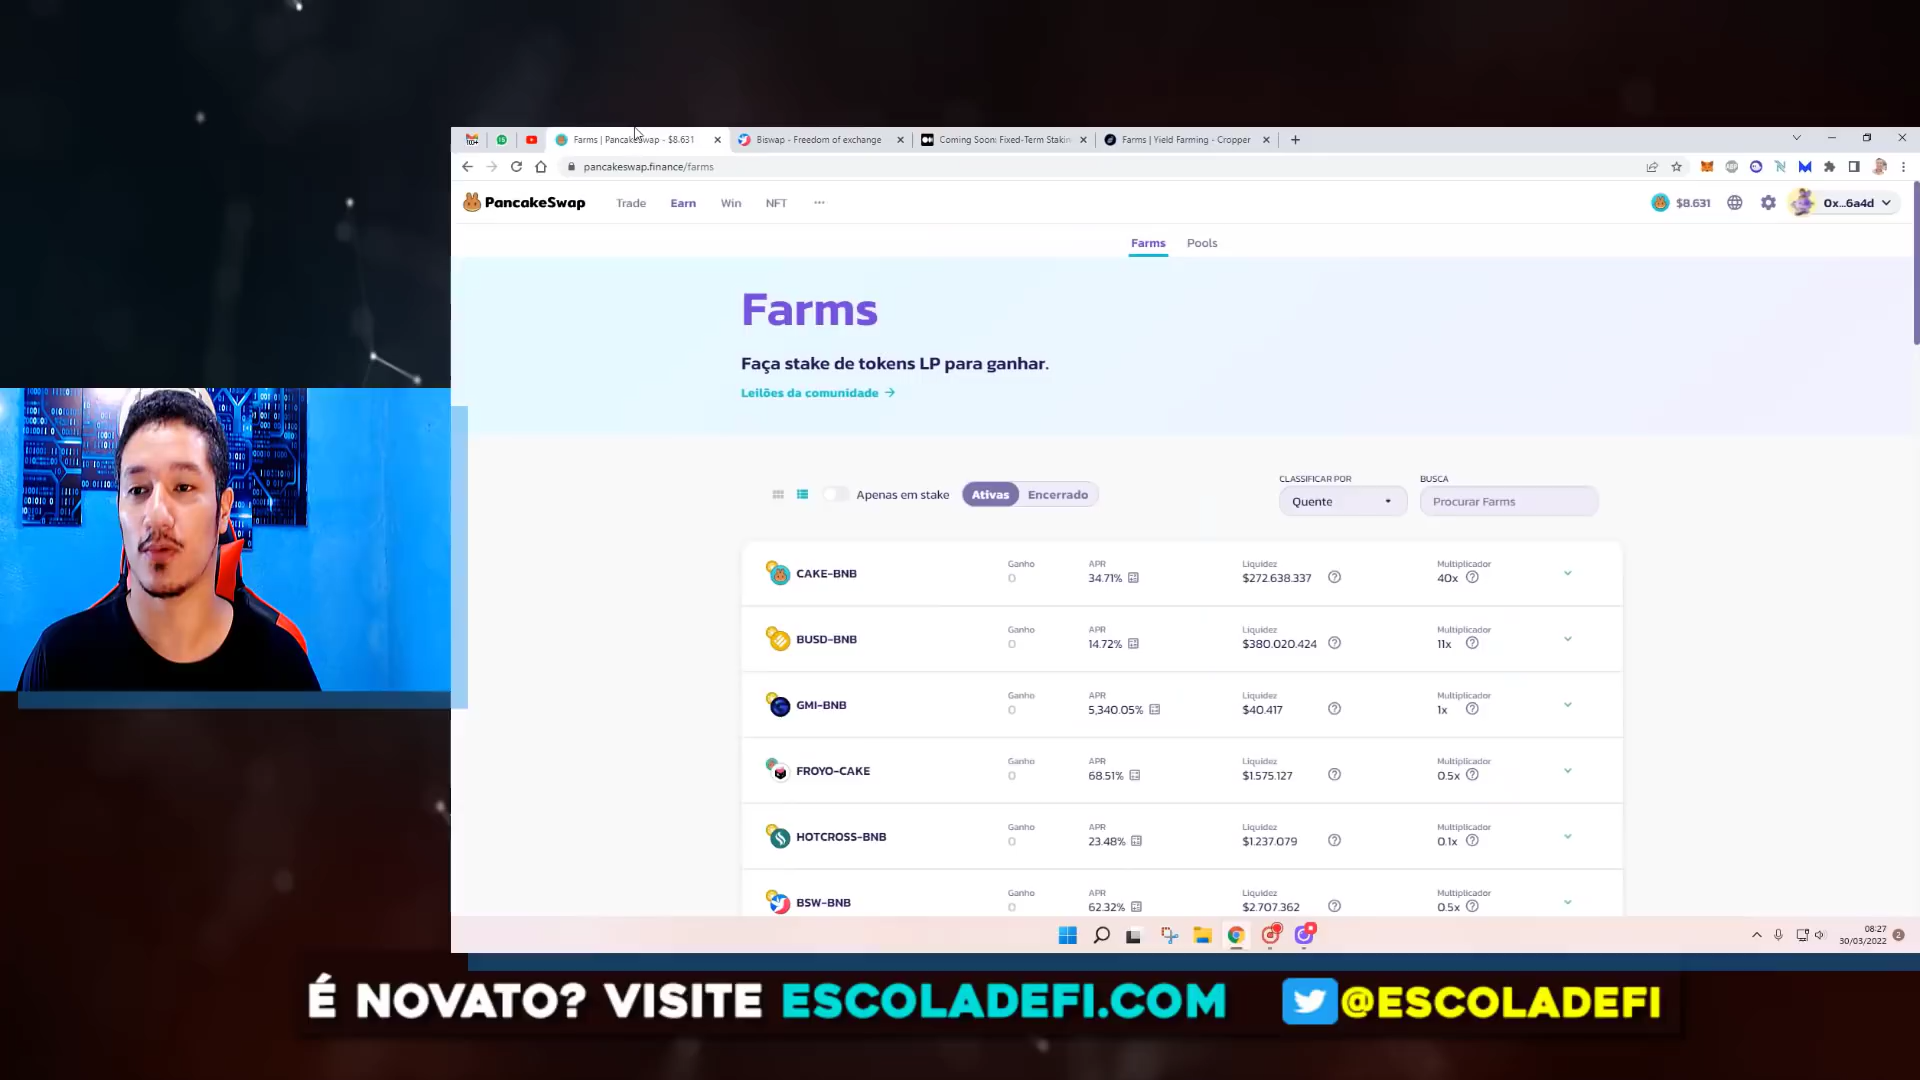 Farms | PancakeSwap - $8.631
Biswap - Freedom of exchange
Coming Soon: Fixed-Term Stakin
Farms | Yield Farming - Cropper
pancakeswap.finance/farms
PancakeSwap
Trade
Earn
Win
NFT
$8.631
0x...6a4d
Farms
Pools
Farms
Faça stake de tokens LP para ganhar.
Leilões da comunidade
Apenas em stake
Ativas
Encerrado
CLASSIFICAR POR
Quente
BUSCA
Procurar Farms
CAKE-BNB
Ganho
0
APR
34.71%
Liquidez
$272.638.337
Multiplicador
40x
BUSD-BNB
Ganho
0
APR
14.72%
Liquidez
$380.020.424
Multiplicador
11x
GMI-BNB
Ganho
0
APR
5,340.05%
Liquidez
$40.417
Multiplicador
1x
FROYO-CAKE
Ganho
0
APR
68.51%
Liquidez
$1.575.127
Multiplicador
0.5x
HOTCROSS-BNB
Ganho
0
APR
23.48%
Liquidez
$1.237.079
Multiplicador
0.1x
BSW-BNB
Ganho
0
APR
62.32%
Liquidez
$2.707.362
Multiplicador
0.5x
08:27
30/03/2022
2
É NOVATO? VISITE ESCOLADEFI.COM
@ESCOLADEFI